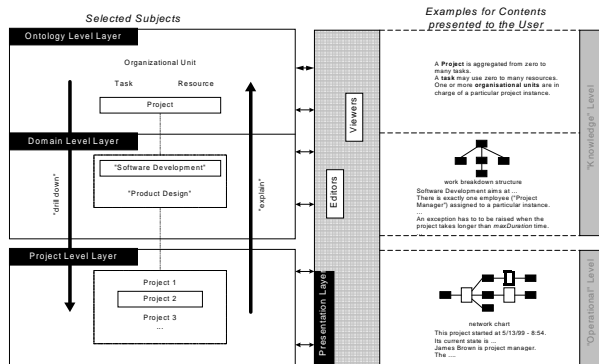 Selected Subjects
Examples for Contents
presented to the User
Ontology Level Layer
Organizational Unit
Task
Resource
Project
Domain Level Layer
"Software Development"
"Product Design"
"drill down"
"explain"
Project Level Layer
Project 1
Project 2
Project 3
...
Viewers
Editors
Presentation Layer
A Project is aggregated from zero to
many tasks.
A task may use zero to many resources.
One or more organisational units are in
charge of a particular project instance.
work breakdown structure
Software Development aims at ...
There is exactly one employee ("Project
Manager") assigned to a particular instance.
...
An exception has to to be raised when the
project takes longer than maxDuration time.
network chart
This project started at 5/13/99 - 8:54.
Its current state is ...
James Brown is project manager.
The ....
"Knowledge" Level
"Operational" Level